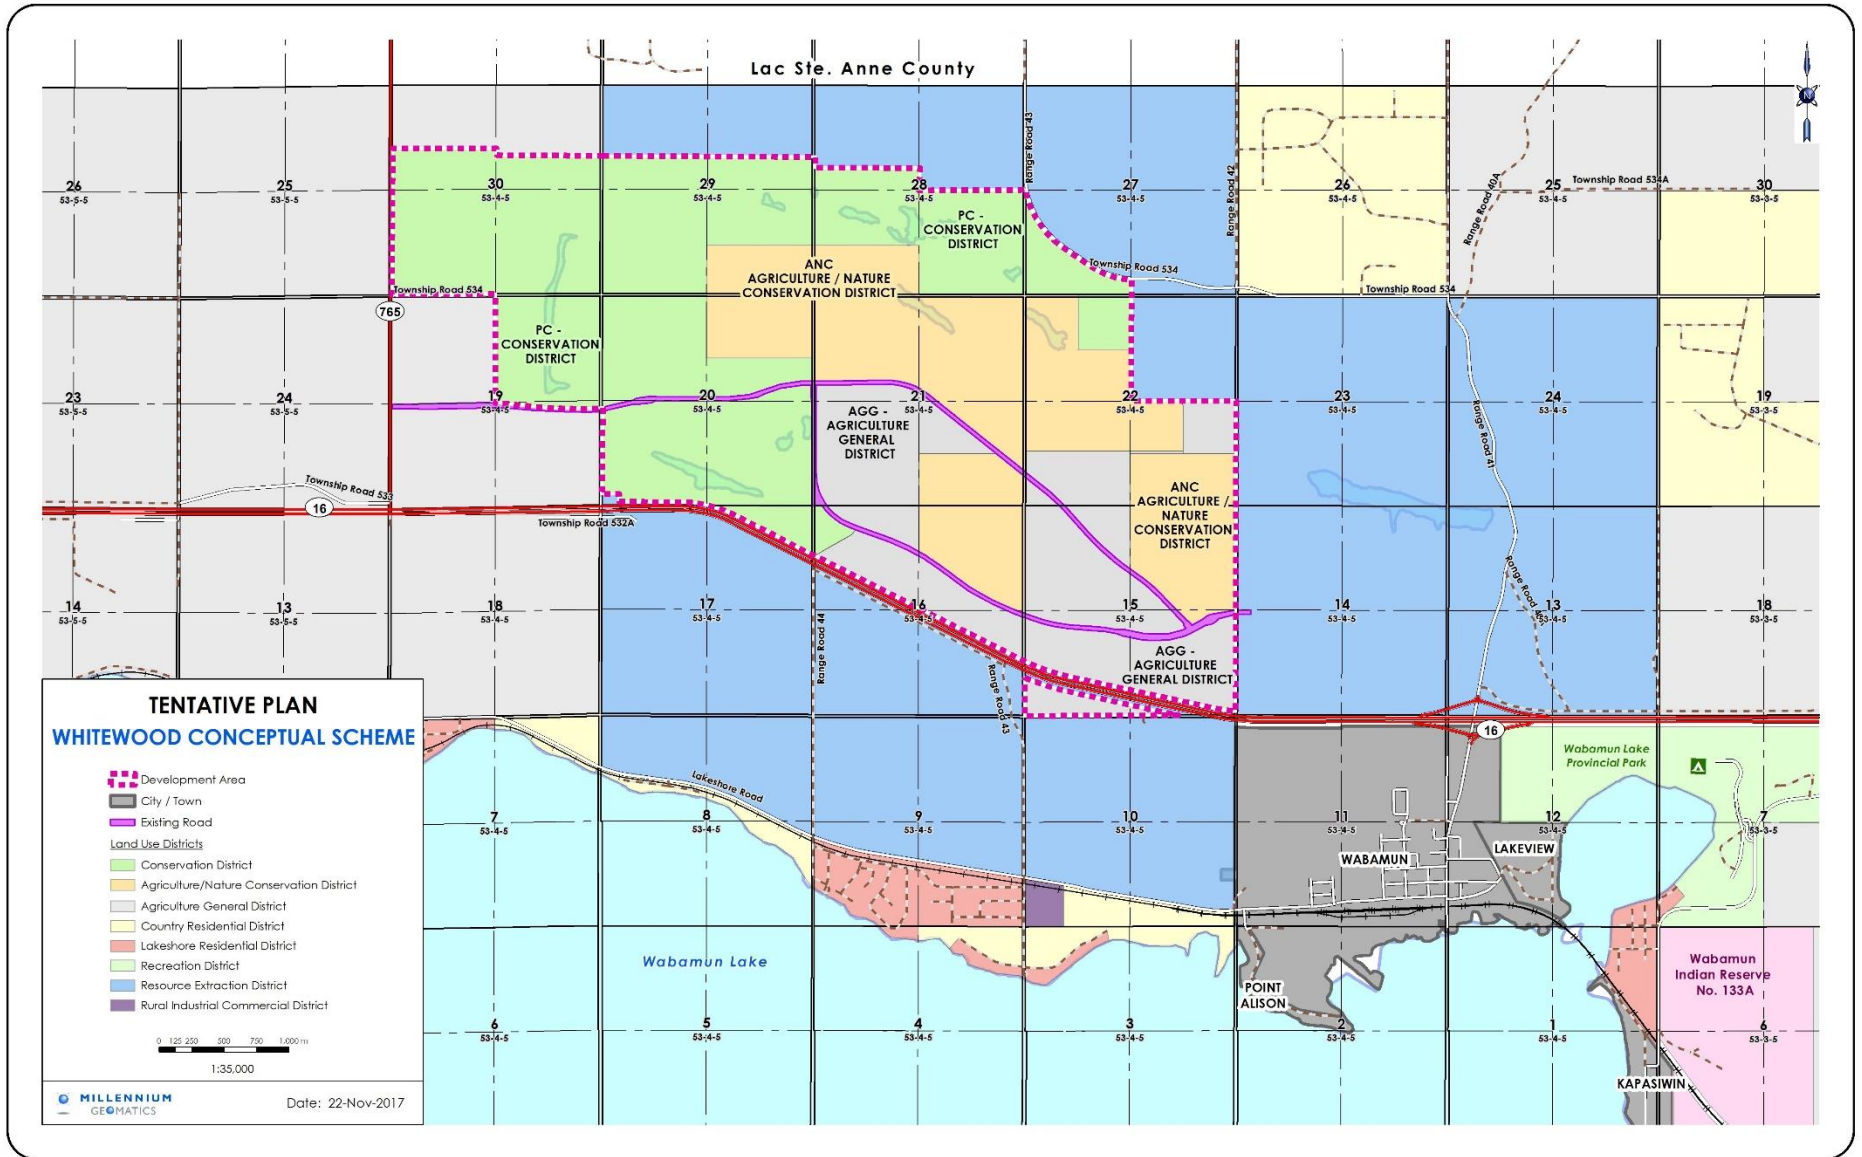 Lac Ste. Anne County
Range Road 43
Range Road 42
Range Road 40A
Township Road 534A
26
53-5-5
25
53-5-5
30
53-4-5
29
53-4-5
28
53-4-5
27
53-4-5
26
53-4-5
25
53-4-5
30
53-3-5
PC -
CONSERVATION
DISTRICT
ANC
AGRICULTURE / NATURE
CONSERVATION DISTRICT
Township Road 534
Township Road 534
Township Road 534
765
PC -
CONSERVATION
DISTRICT
23
53-5-5
24
53-5-5
19
53-4-5
20
53-4-5
21
53-4-5
22
53-4-5
23
53-4-5
24
53-4-5
19
53-3-5
AGG -
AGRICULTURE
GENERAL
DISTRICT
Range Road 41
Township Road 533
16
Township Road 532A
ANC
AGRICULTURE /
NATURE
CONSERVATION
DISTRICT
14
53-5-5
13
53-5-5
18
53-4-5
17
53-4-5
16
53-4-5
15
53-4-5
14
53-4-5
13
53-4-5
18
53-3-5
Range Road 44
Range Road 43
AGG -
AGRICULTURE
GENERAL DISTRICT
16
TENTATIVE PLAN
WHITEWOOD CONCEPTUAL SCHEME
Development Area
City / Town
Existing Road
Land Use Districts
Conservation District
Agriculture/Nature Conservation District
Agriculture General District
Country Residential District
Lakeshore Residential District
Recreation District
Resource Extraction District
Rural Industrial Commercial District
0 125 250 500 750 1,000 m
1:35,000
MILLENNIUM
GEOMATICS
Date: 22-Nov-2017
Lakeshore Road
Wabamun Lake
Provincial Park
7
53-4-5
8
53-4-5
9
53-4-5
10
53-4-5
11
53-4-5
12
53-4-5
7
53-3-5
WABAMUN
LAKEVIEW
Wabamun Lake
POINT
ALISON
Wabamun
Indian Reserve
No. 133A
6
53-4-5
5
53-4-5
4
53-4-5
3
53-4-5
2
53-4-5
1
53-4-5
6
53-3-5
KAPASIWIN